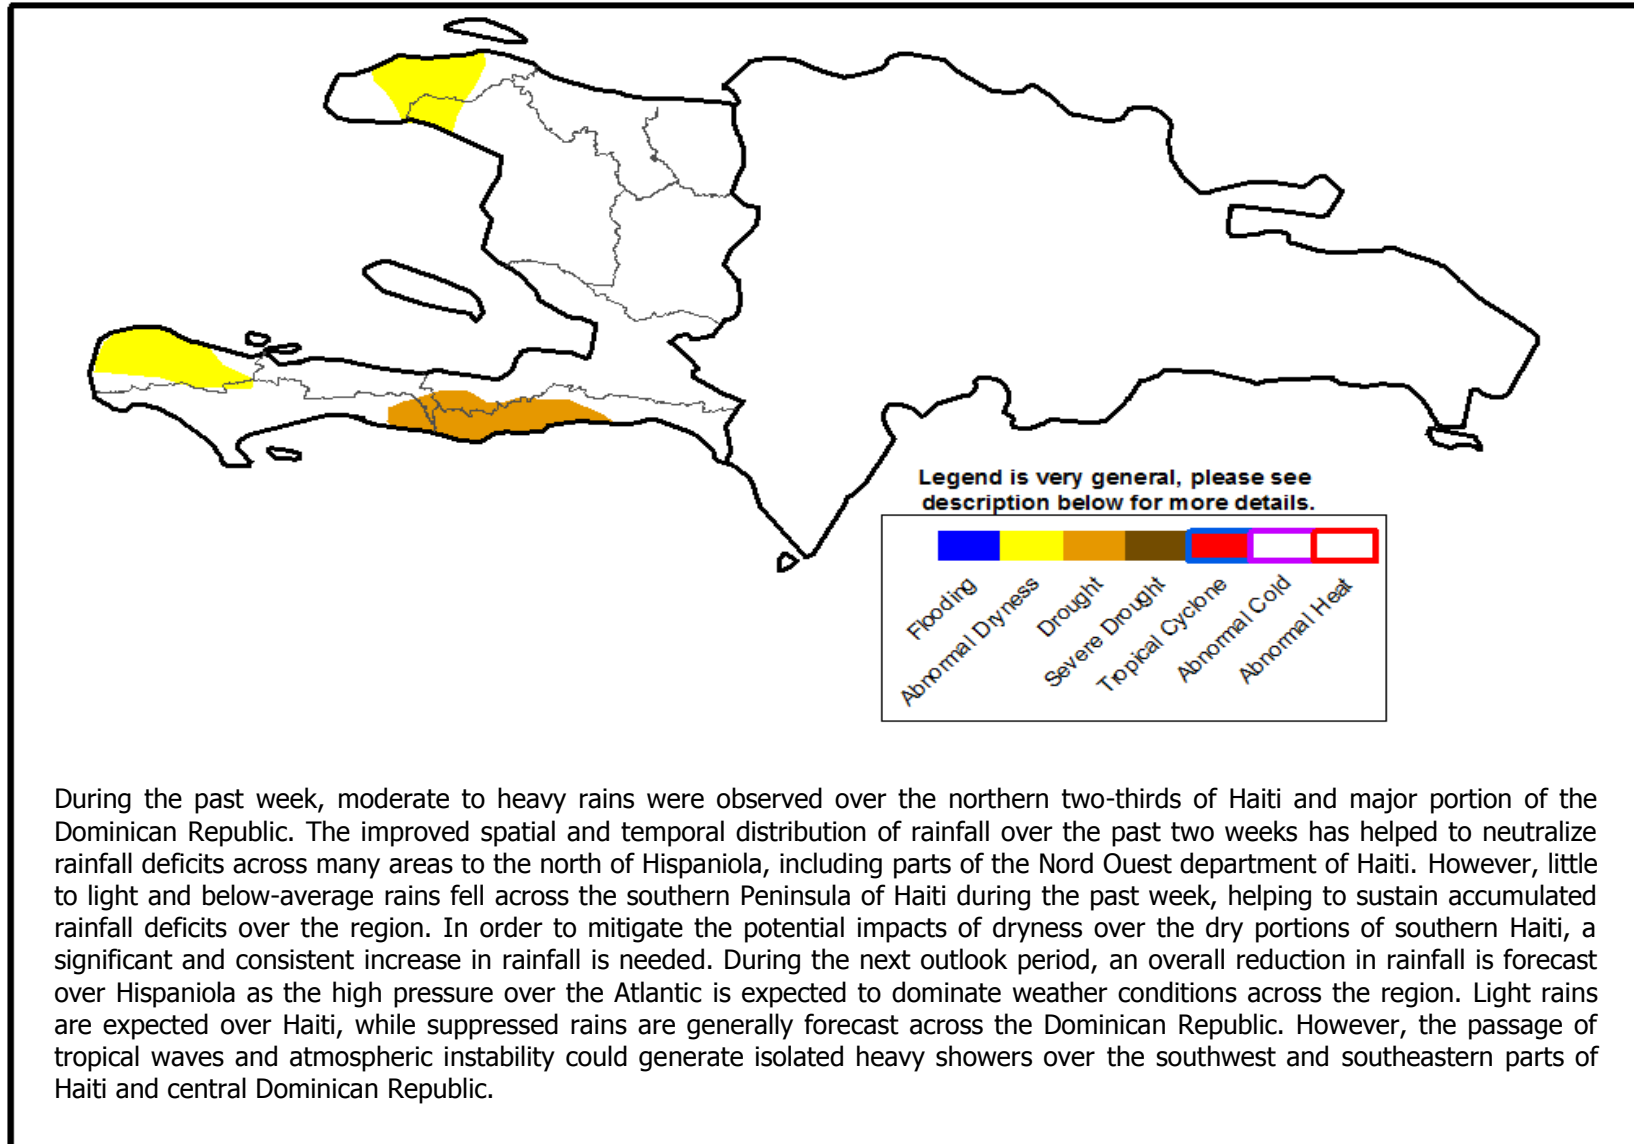 Legend is very general, please see
description below for more details.
Flooding
Abnormal Dryness
Drought
Severe Drought
Tropical Cyclone
Abnormal Cold
Abnormal Heat
During the past week, moderate to heavy rains were observed over the northern two-thirds of Haiti and major portion of the
Dominican Republic. The improved spatial and temporal distribution of rainfall over the past two weeks has helped to neutralize
rainfall deficits across many areas to the north of Hispaniola, including parts of the Nord Ouest department of Haiti. However, little
to light and below-average rains fell across the southern Peninsula of Haiti during the past week, helping to sustain accumulated
rainfall deficits over the region. In order to mitigate the potential impacts of dryness over the dry portions of southern Haiti, a
significant and consistent increase in rainfall is needed. During the next outlook period, an overall reduction in rainfall is forecast
over Hispaniola as the high pressure over the Atlantic is expected to dominate weather conditions across the region. Light rains
are expected over Haiti, while suppressed rains are generally forecast across the Dominican Republic. However, the passage of
tropical waves and atmospheric instability could generate isolated heavy showers over the southwest and southeastern parts of
Haiti and central Dominican Republic.